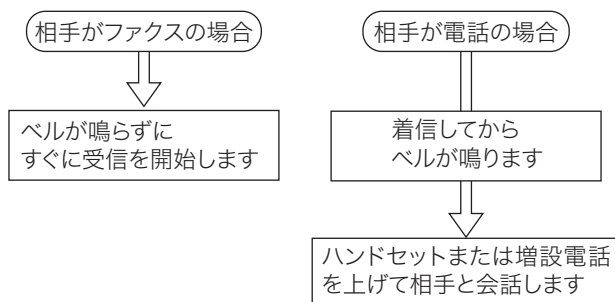 相手がファクスの場合
ベルが鳴らずに
すぐに受信を開始します
相手が電話の場合
着信してから
ベルが鳴ります
ハンドセットまたは増設電話
を上げて相手と会話します